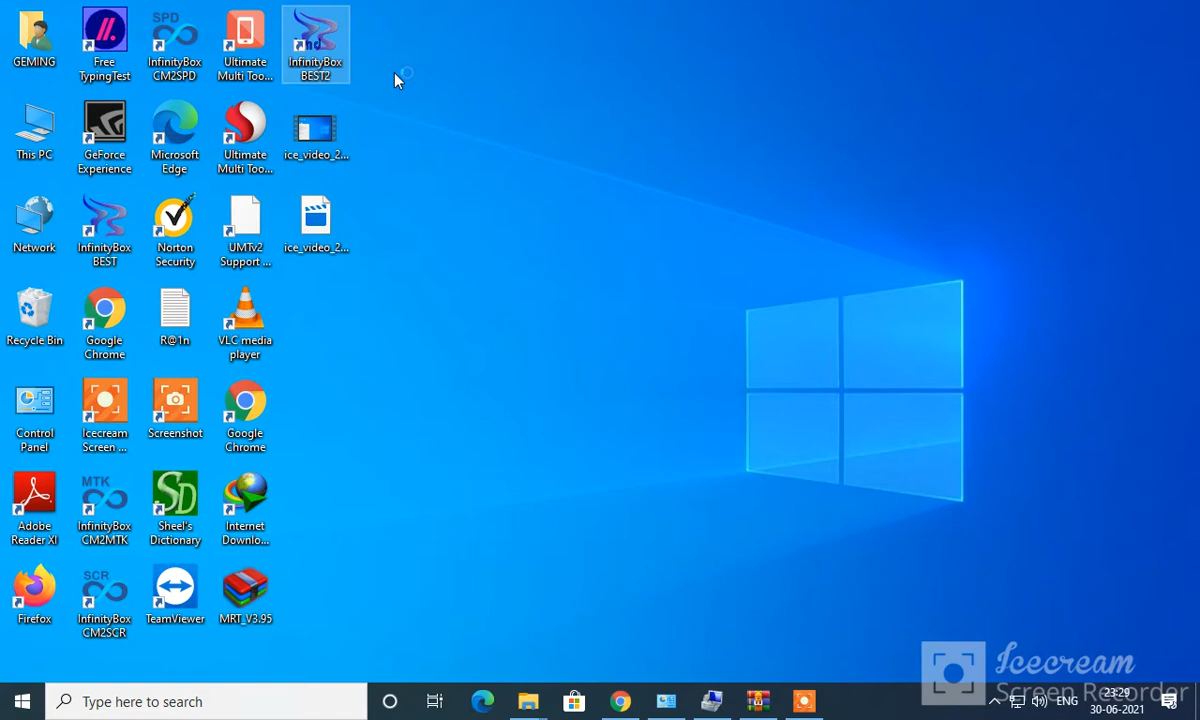 GEMING
Free
TypingTest
SPD
InfinityBox
CM2SPD
Ultimate
Multi Too...
InfinityBox
BEST2
This PC
GeForce
Experience
Microsoft
Edge
Ultimate
Multi Too...
ice_video_2...
Network
InfinityBox
BEST
Norton
Security
UMTv2
Support ...
ice_video_2...
Recycle Bin
Google
Chrome
R@1n
VLC media
player
Control
Panel
Icecream
Screen ...
Screenshot
Google
Chrome
Adobe
Reader XI
MTK
InfinityBox
CM2MTK
SD
Sheel's
Dictionary
Internet
Downlo...
Firefox
SCR
InfinityBox
CM2SCR
TeamViewer
MRT_V3.95
Icecream
Screen Recorder
Type here to search
ENG
23:29
30-06-2021